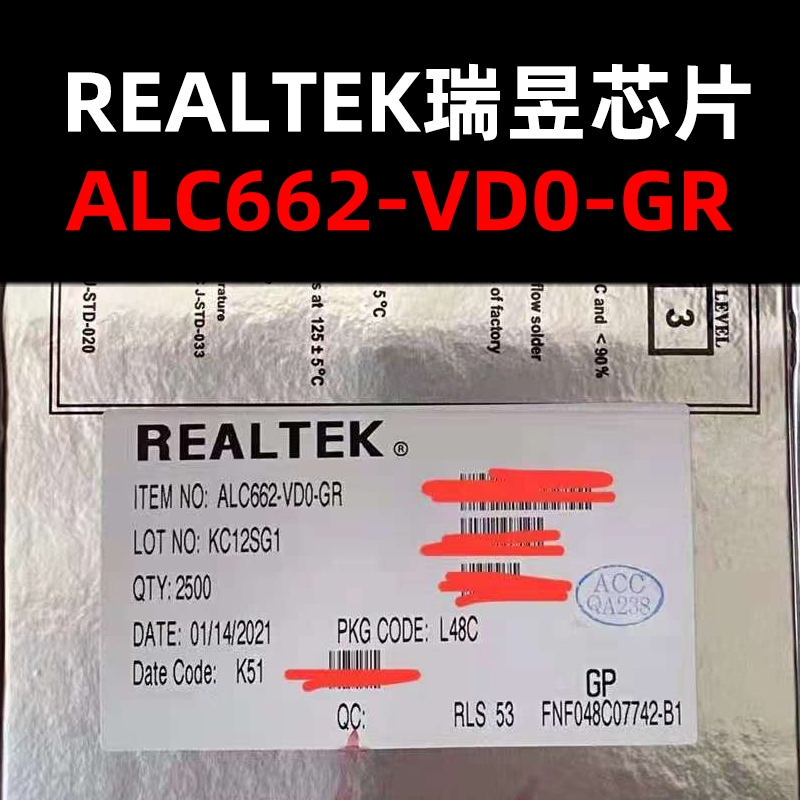 REALTEK瑞昱芯片
ALC662-VD0-GR
J-STD-020
rature
: J-STD-033
s at 125 ± 5°C
5°C
flow solder
of factory
C and < 90%
LEVEL
3
REALTEK®
ITEM NO: ALC662-VD0-GR
LOT NO: KC12SG1
QTY: 2500
ACC
QA238
DATE: 01/14/2021 PKG CODE: L48C
Date Code: K51
GP
QC: RLS 53 FNF048C07742-B1